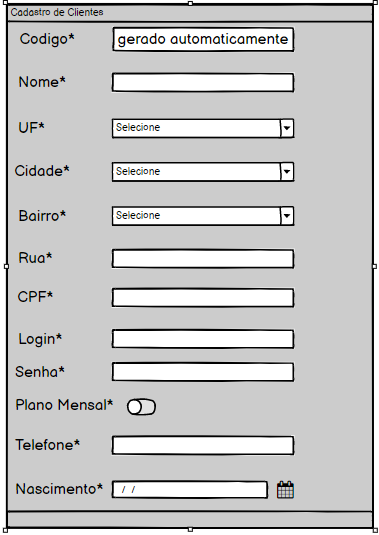 Cadastro de Clientes
Codigo* gerado automaticamente
Nome*
UF* Selecione
Cidade* Selecione
Bairro* Selecione
Rua*
CPF*
Login*
Senha*
Plano Mensal*
Telefone*
Nascimento* / /